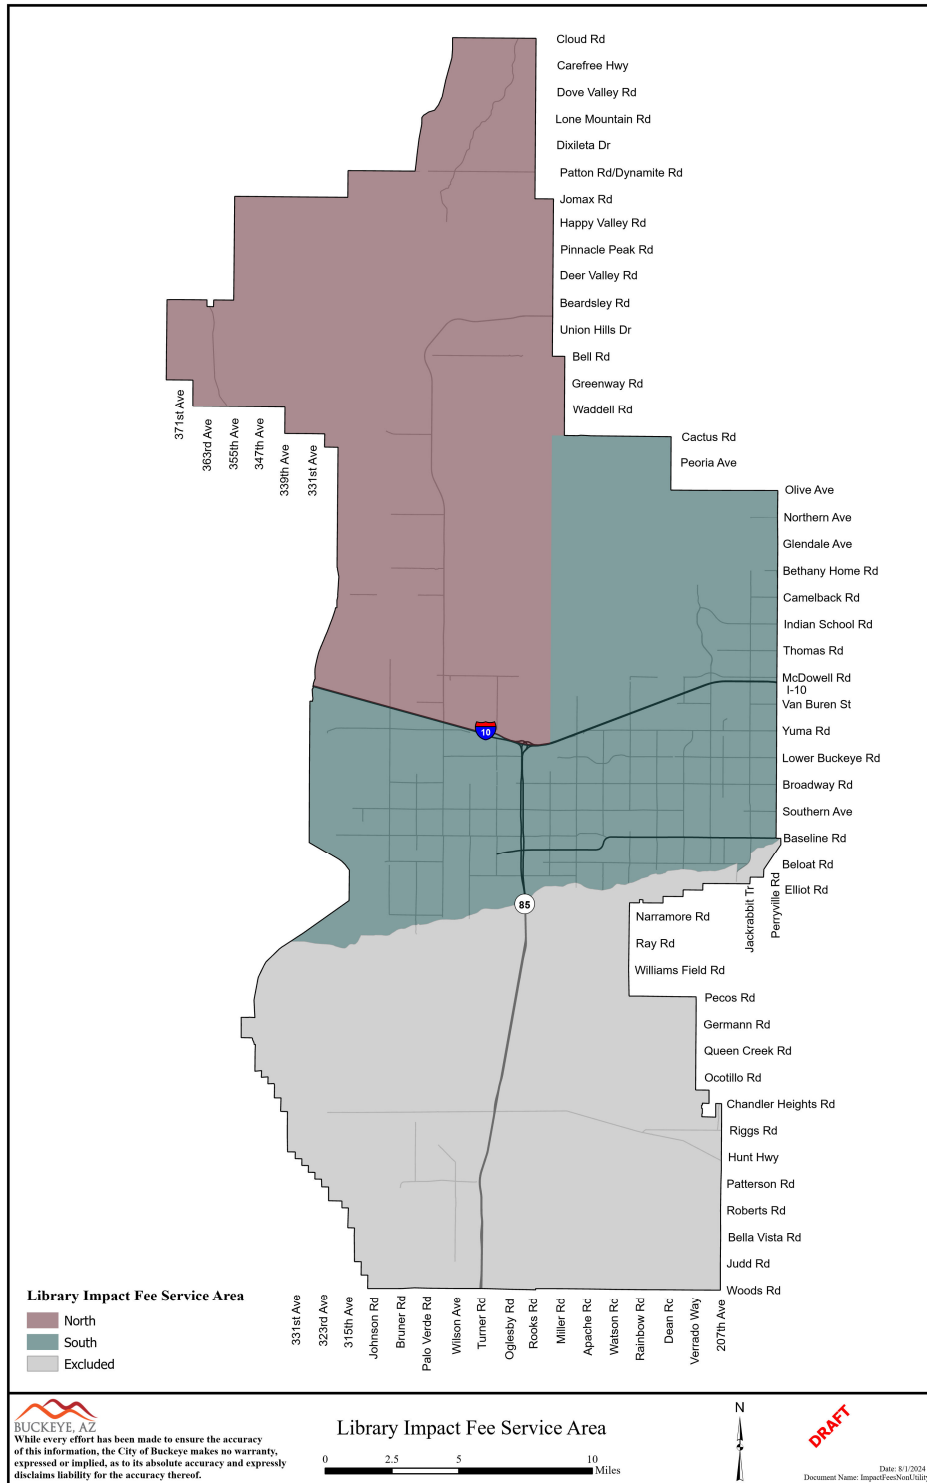 Cloud Rd
Carefree Hwy
Dove Valley Rd
Lone Mountain Rd
Dixileta Dr
Patton Rd/Dynamite Rd
Jomax Rd
Happy Valley Rd
Pinnacle Peak Rd
Deer Valley Rd
Beardsley Rd
Union Hills Dr
Bell Rd
Greenway Rd
Waddell Rd
371st Ave
363rd Ave
355th Ave
347th Ave
339th Ave
331st Ave
Cactus Rd
Peoria Ave
Olive Ave
Northern Ave
Glendale Ave
Bethany Home Rd
Camelback Rd
Indian School Rd
Thomas Rd
McDowell Rd
I-10
Van Buren St
10
Yuma Rd
Lower Buckeye Rd
Broadway Rd
Southern Ave
Baseline Rd
Beloat Rd
Elliot Rd
Jackrabbit Tr
Perryville Rd
85
Narramore Rd
Ray Rd
Williams Field Rd
Pecos Rd
Germann Rd
Queen Creek Rd
Ocotillo Rd
Chandler Heights Rd
Riggs Rd
Hunt Hwy
Patterson Rd
Roberts Rd
Bella Vista Rd
Judd Rd
Woods Rd
331st Ave
323rd Ave
315th Ave
Johnson Rd
Bruner Rd
Palo Verde Rd
Wilson Ave
Turner Rd
Oglesby Rd
Rooks Rd
Miller Rd
Apache Rd
Watson Rd
Rainbow Rd
Dean Rd
Verrado Way
207th Ave
Library Impact Fee Service Area
North
South
Excluded
BUCKEYE, AZ
While every effort has been made to ensure the accuracy
of this information, the City of Buckeye makes no warranty,
expressed or implied, as to its absolute accuracy and expressly
disclaims liability for the accuracy thereof.
Library Impact Fee Service Area
0 2.5 5 10
Miles
N
DRAFT
Date: 8/1/2024
Document Name: ImpactFeesNonUtility